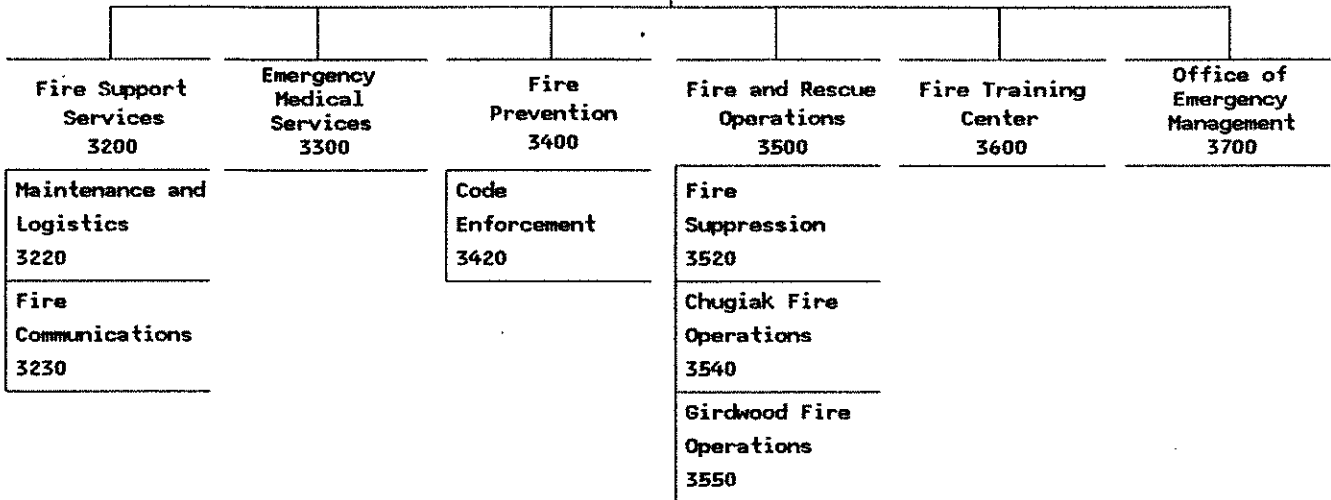 Fire Support
Services
3200
Emergency
Medical
Services
3300
Fire
Prevention
3400
Fire and Rescue
Operations
3500
Fire Training
Center
3600
Office of
Emergency
Management
3700
Maintenance and
Logistics
3220
Fire
Communications
3230
Code
Enforcement
3420
Fire
Suppression
3520
Chugiak Fire
Operations
3540
Girdwood Fire
Operations
3550